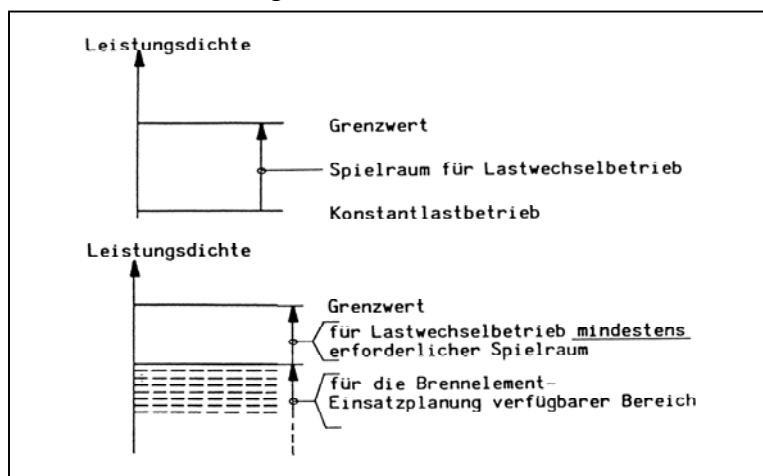 Leistungsdichte
Grenzwert
Spielraum für Lastwechselbetrieb
Konstantlastbetrieb
Leistungsdichte
Grenzwert
für Lastwechselbetrieb mindestens
erforderlicher Spielraum
für die Brennelement-
Einsatzplanung verfügbarer Bereich